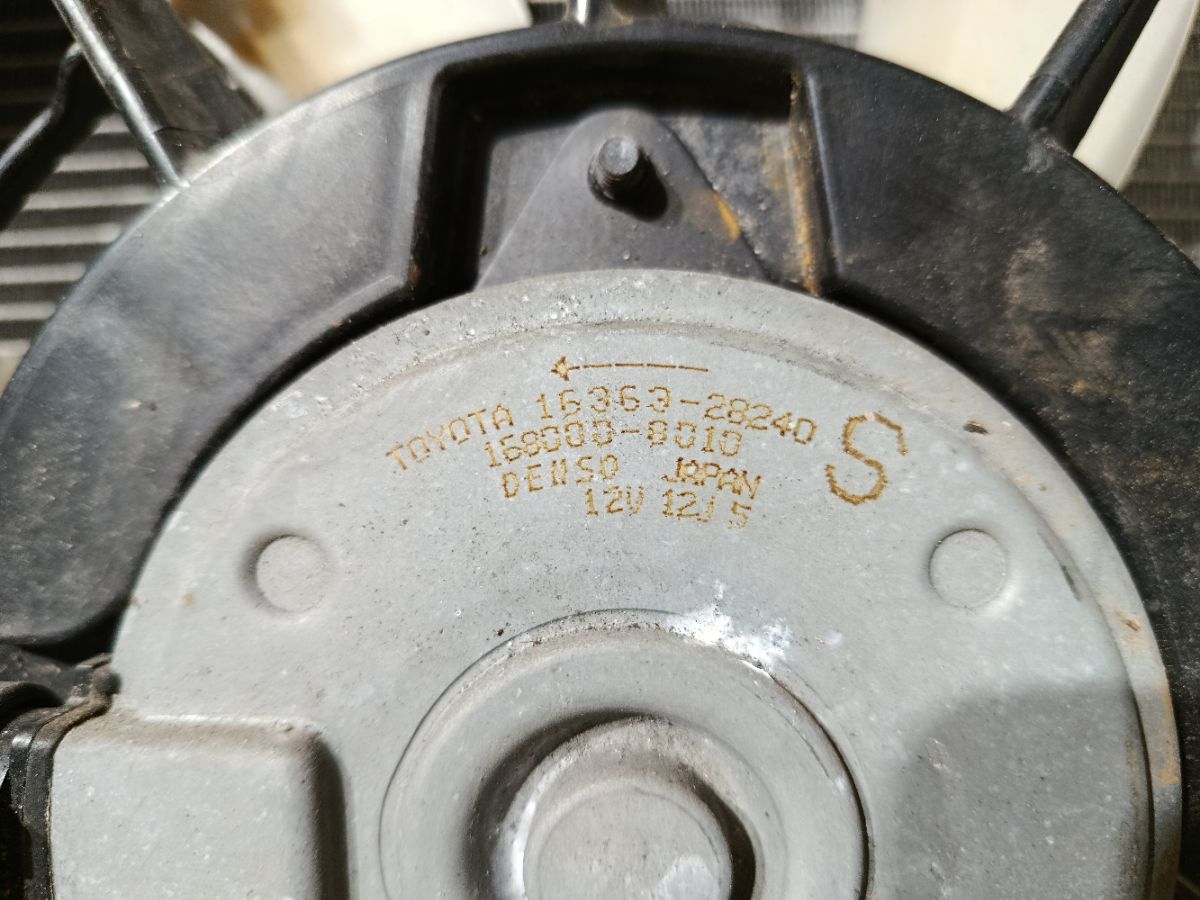 TOYOTA 16363-28240
S
168000-8010
DENSO JAPAN
12V 12J 5